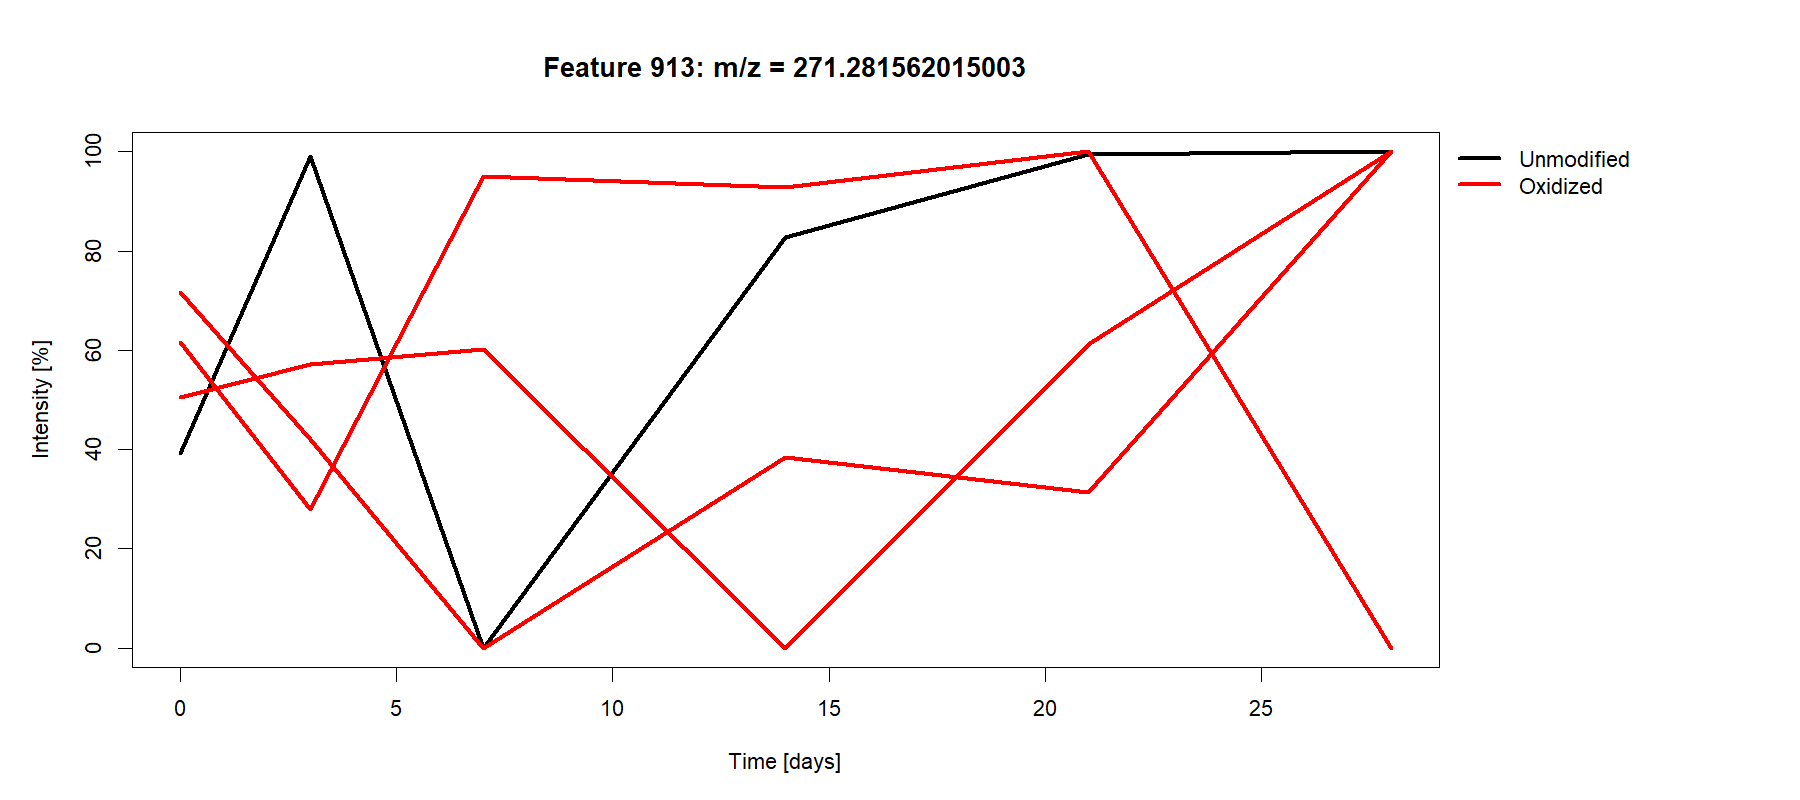 Feature 913: m/z = 271.281562015003
Unmodified
Oxidized
Intensity [%]
100
80
60
40
20
0
0 5 10 15 20 25
Time [days]